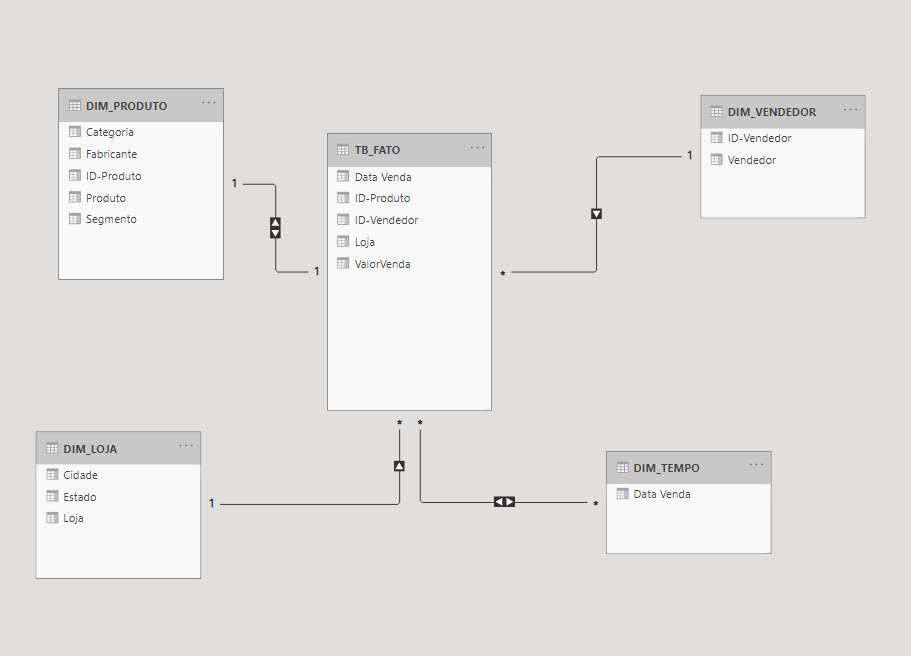 DIM_PRODUTO ...
Categoria
Fabricante
ID-Produto
Produto
Segmento
1
1
TB_FATO ...
Data Venda
ID-Produto
ID-Vendedor
Loja
ValorVenda
DIM_VENDEDOR ...
ID-Vendedor
Vendedor
1
*
* *
DIM_LOJA ...
Cidade
Estado
Loja
1
*
DIM_TEMPO ...
Data Venda